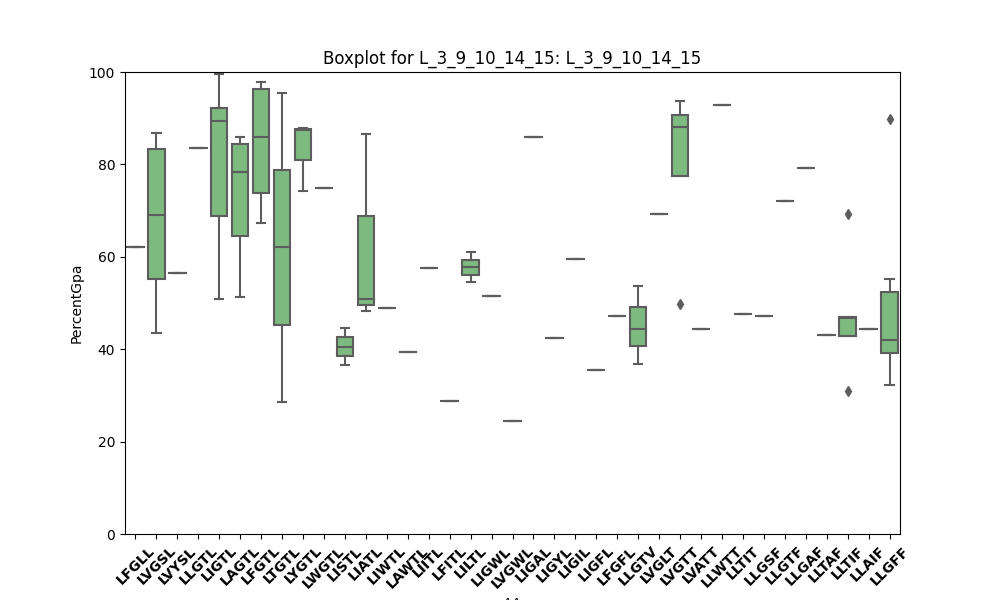 Boxplot for L_3_9_10_14_15: L_3_9_10_14_15
PercentGpa
100
80
60
40
20
0
LFGLL
LVGSL
LVYSL
LLGTL
LIGTL
LAGTL
LFGTL
LTGTL
LYGTL
LWGTL
LISTL
LIATL
LIWTL
LAWTL
LIITL
LFITL
LILTL
LIGWL
LVGWL
LIGAL
LIGYL
LIGIL
LIGFL
LFGFL
LLGTV
LVGLT
LVGTT
LVATT
LLWTT
LLTIT
LLGSF
LLGTF
LLGAF
LLTAF
LLTIF
LLAIF
LLGFF